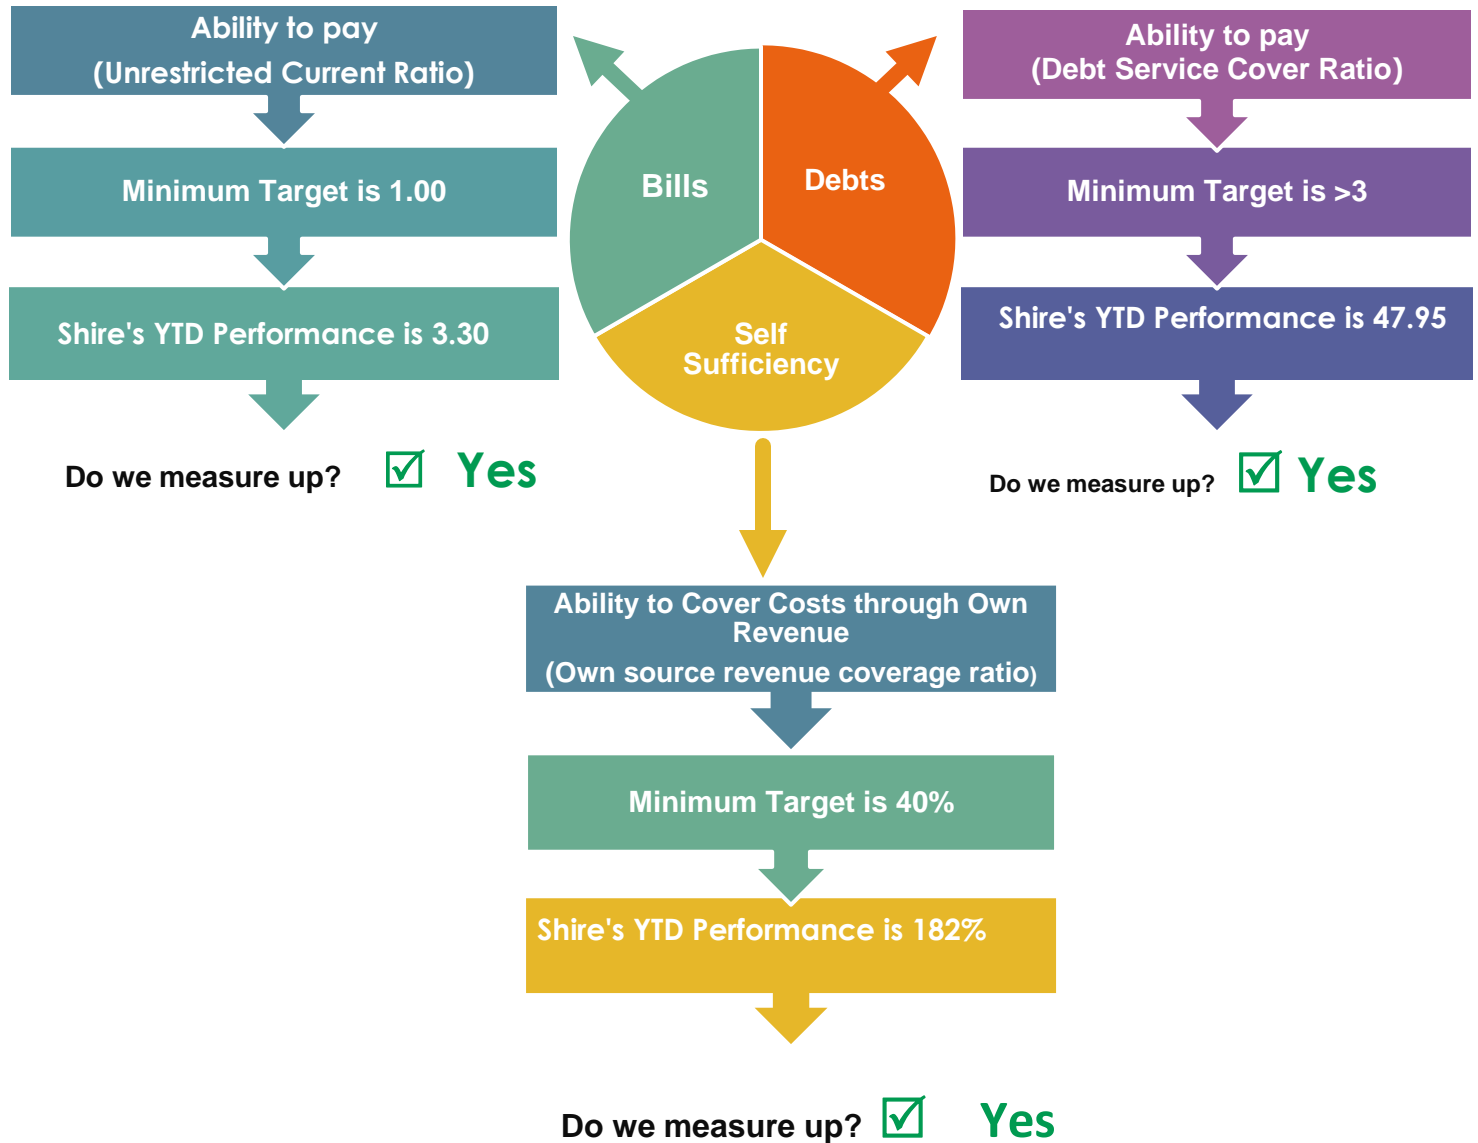 Ability to pay
(Unrestricted Current Ratio)
Minimum Target is 1.00
Shire's YTD Performance is 3.30
Do we measure up? ☑ Yes
Bills
Debts
Self
Sufficiency
Ability to pay
(Debt Service Cover Ratio)
Minimum Target is >3
Shire's YTD Performance is 47.95
Do we measure up? ☑ Yes
Ability to Cover Costs through Own
Revenue
(Own source revenue coverage ratio)
Minimum Target is 40%
Shire's YTD Performance is 182%
Do we measure up? ☑ Yes